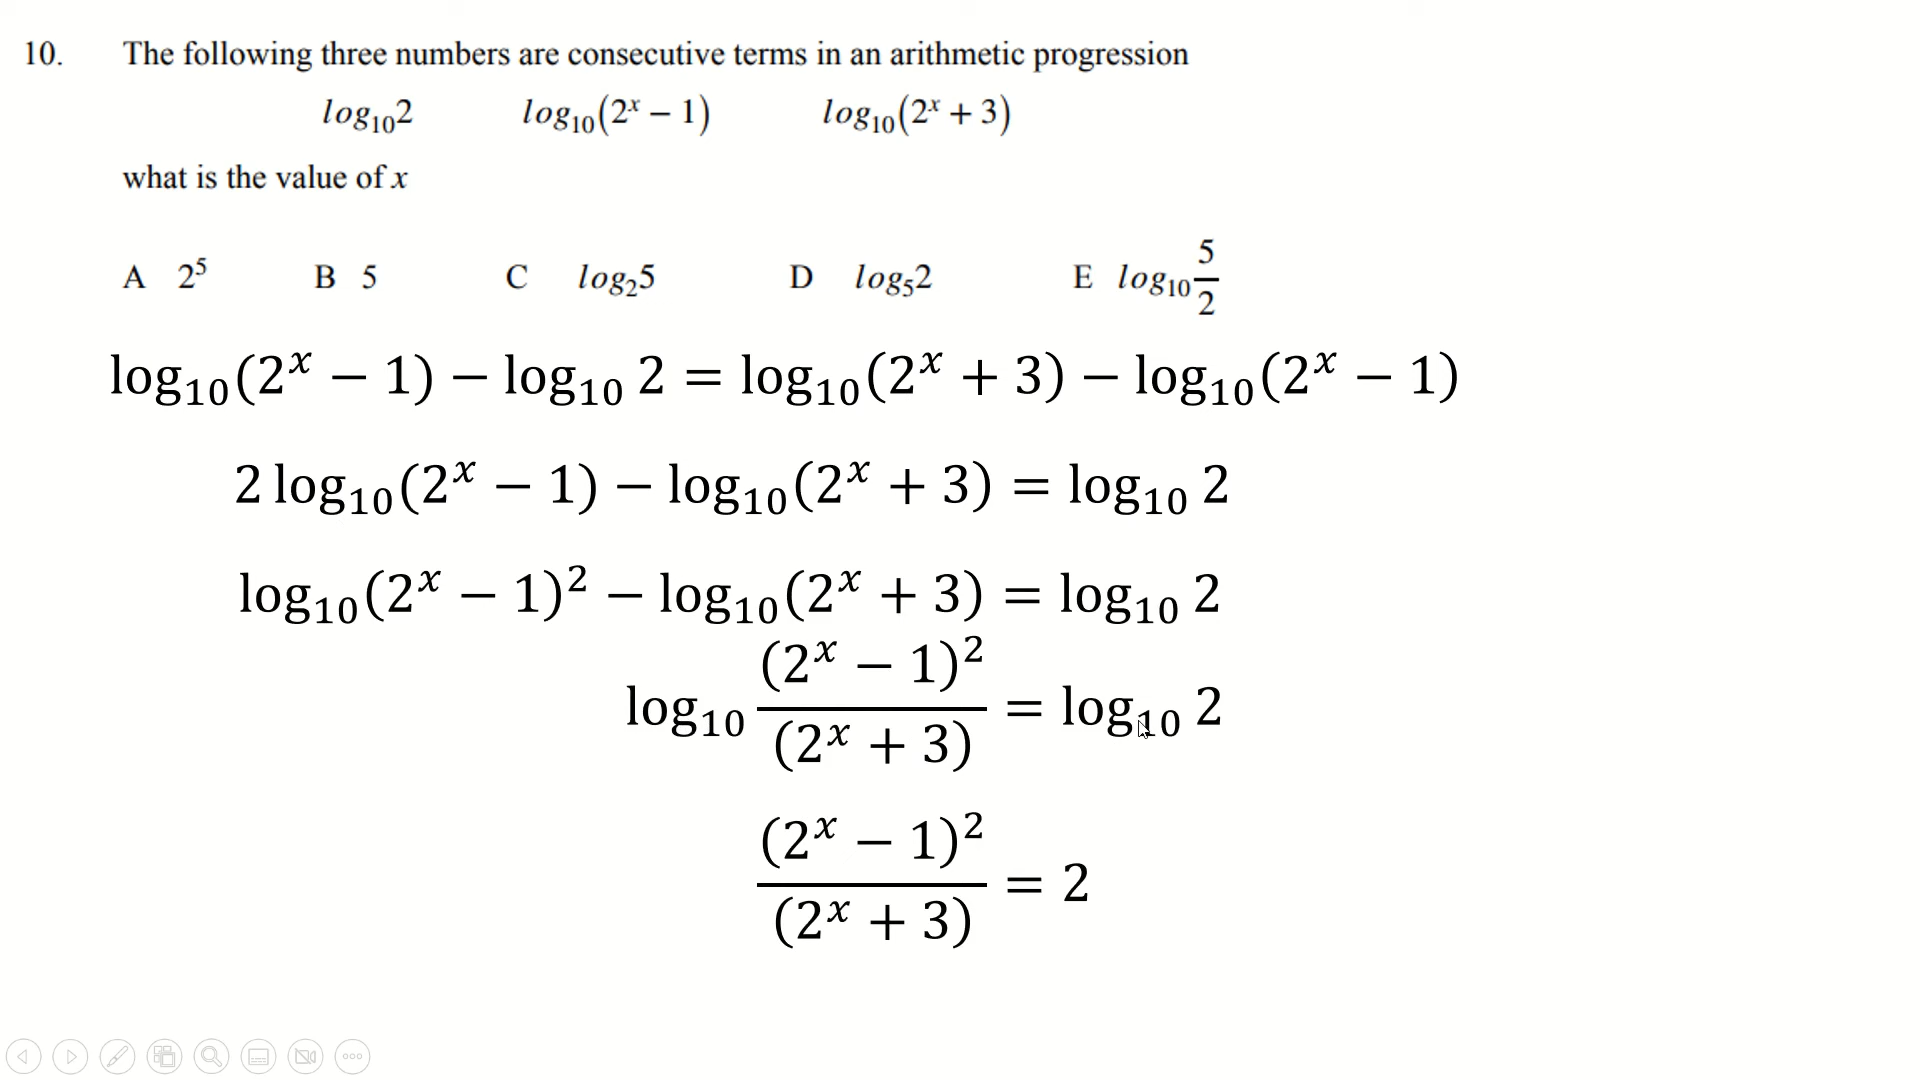 10. The following three numbers are consecutive terms in an arithmetic progression
log₁₀2 log₁₀(2ˣ − 1) log₁₀(2ˣ + 3)
what is the value of x
A 2⁵ B 5 C log₂5 D log₅2 E log₁₀ 5/2
log₁₀(2ˣ − 1) − log₁₀ 2 = log₁₀(2ˣ + 3) − log₁₀(2ˣ − 1)
2 log₁₀(2ˣ − 1) − log₁₀(2ˣ + 3) = log₁₀ 2
log₁₀(2ˣ − 1)² − log₁₀(2ˣ + 3) = log₁₀ 2
log₁₀ (2ˣ − 1)²/(2ˣ + 3) = log₁₀ 2
(2ˣ − 1)²/(2ˣ + 3) = 2